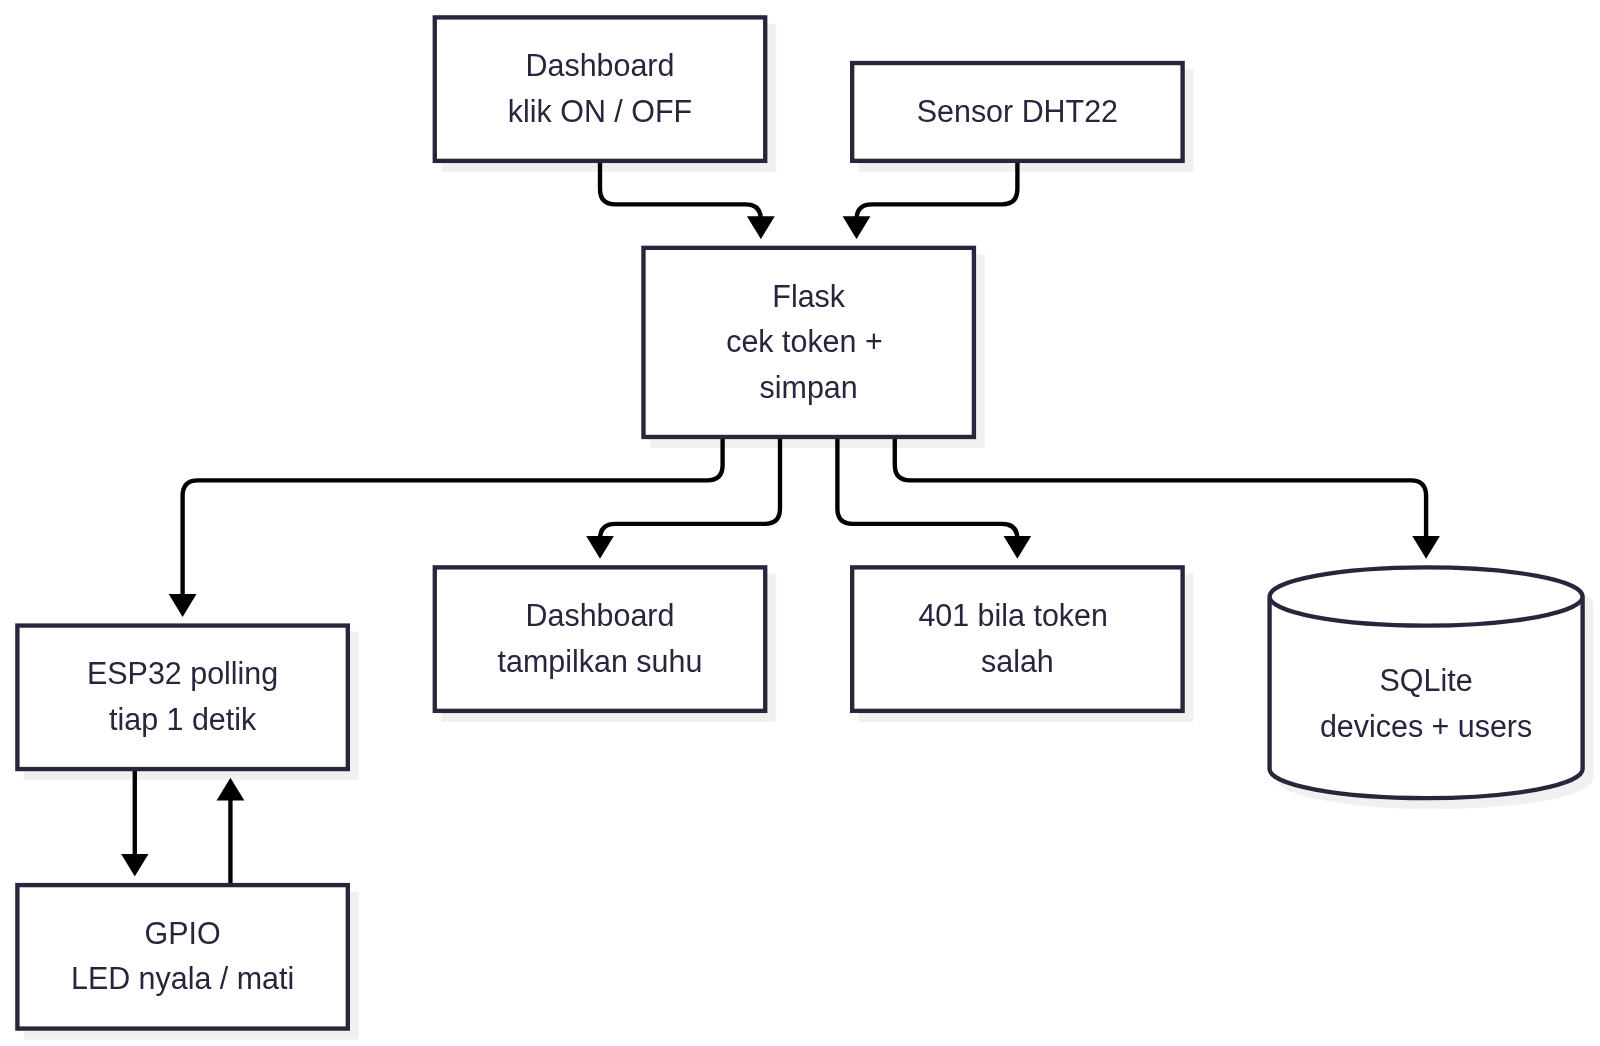 Dashboard
klik ON / OFF
Sensor DHT22
Flask
cek token +
simpan
ESP32 polling
tiap 1 detik
Dashboard
tampilkan suhu
401 bila token
salah
SQLite
devices + users
GPIO
LED nyala / mati